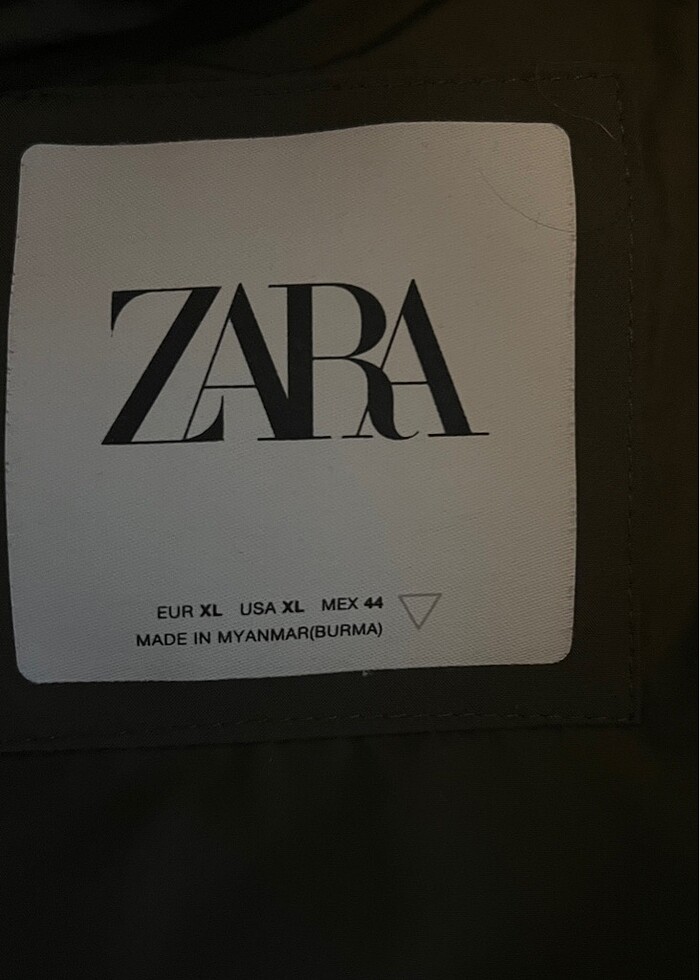 ZARA
EUR XL USA XL MEX 44
MADE IN MYANMAR(BURMA)